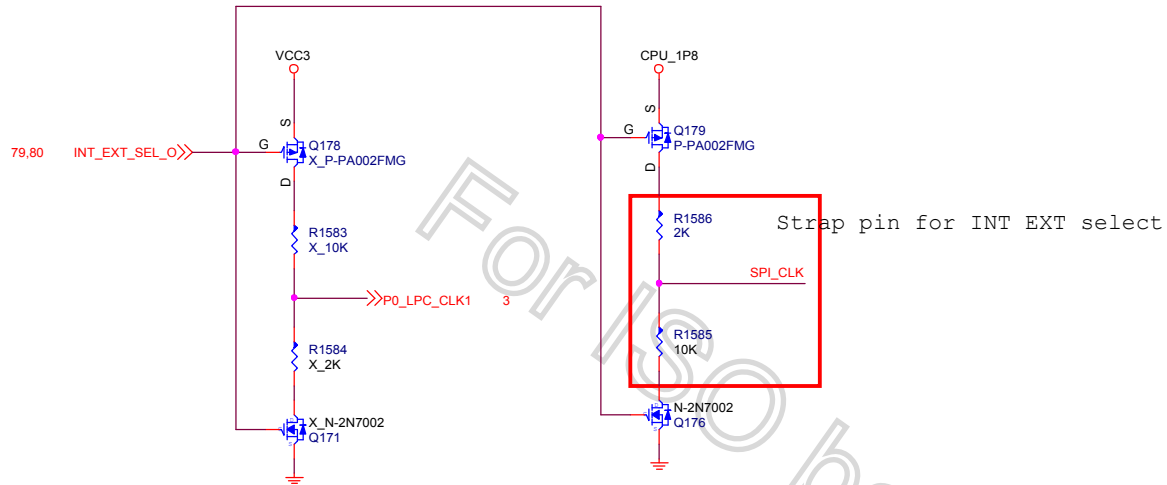 VCC3
CPU_1P8
S
S
G
Q178
X_P-PA002FMG
G
Q179
P-PA002FMG
79,80 INT_EXT_SEL_O
D
D
R1583
X_10K
R1586
2K
Strap pin for INT EXT select
SPI_CLK
P0_LPC_CLK1 3
R1584
X_2K
R1585
10K
X_N-2N7002
Q171
N-2N7002
Q176
For ISO